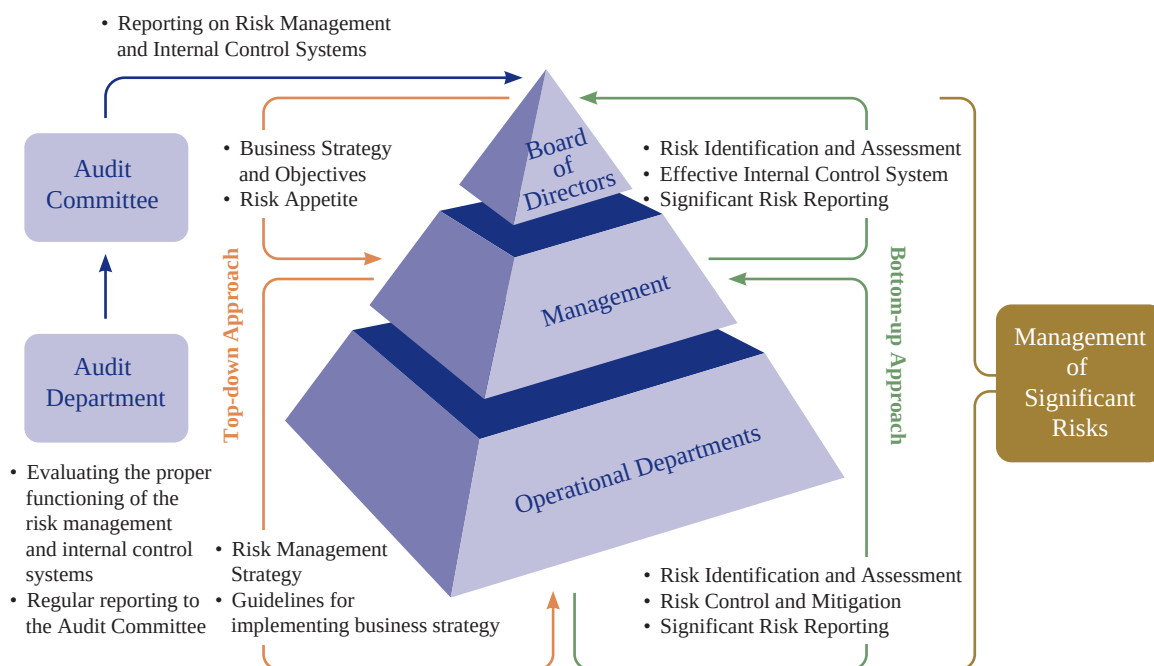 • Reporting on Risk Management
and Internal Control Systems
Audit
Committee
Audit
Department
• Evaluating the proper
functioning of the
risk management
and internal control
systems
• Regular reporting to
the Audit Committee
Top-down Approach
• Business Strategy
and Objectives
• Risk Appetite
• Risk Management
Strategy
• Guidelines for
implementing business strategy
Board
of
Directors
Management
Operational Departments
• Risk Identification and Assessment
• Effective Internal Control System
• Significant Risk Reporting
Bottom-up Approach
• Risk Identification and Assessment
• Risk Control and Mitigation
• Significant Risk Reporting
Management
of
Significant
Risks